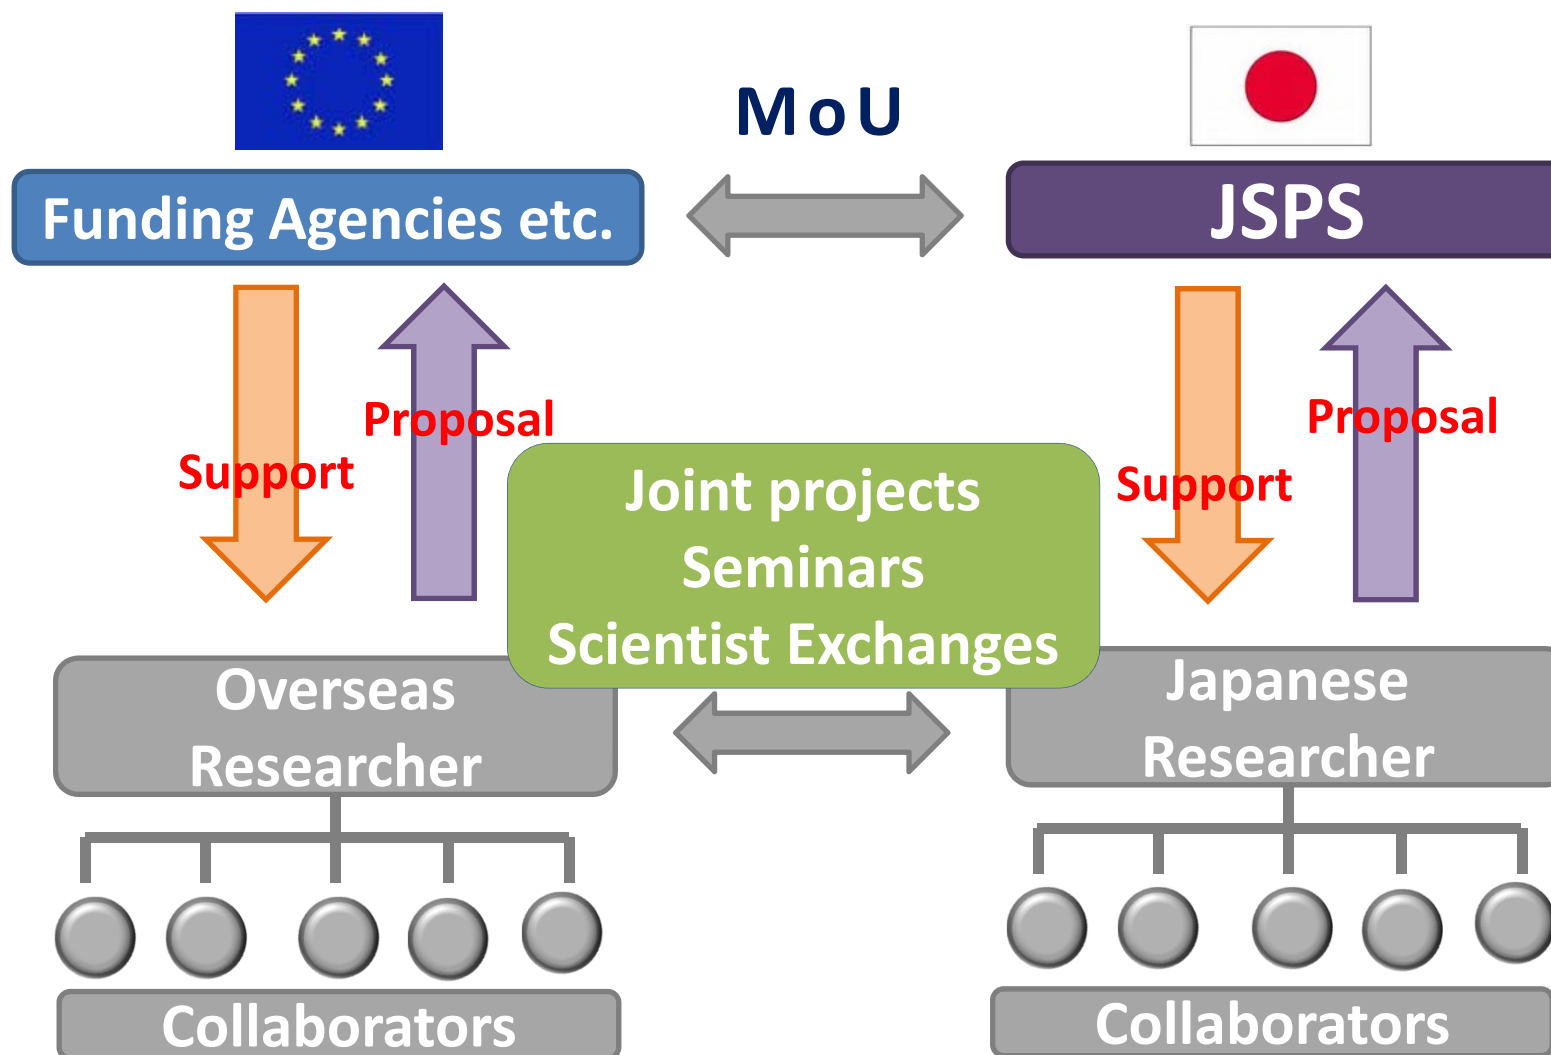 MoU
Funding Agencies etc.
JSPS
Proposal
Support
Proposal
Support
Joint projects
Seminars
Scientist Exchanges
Overseas
Researcher
Japanese
Researcher
Collaborators
Collaborators